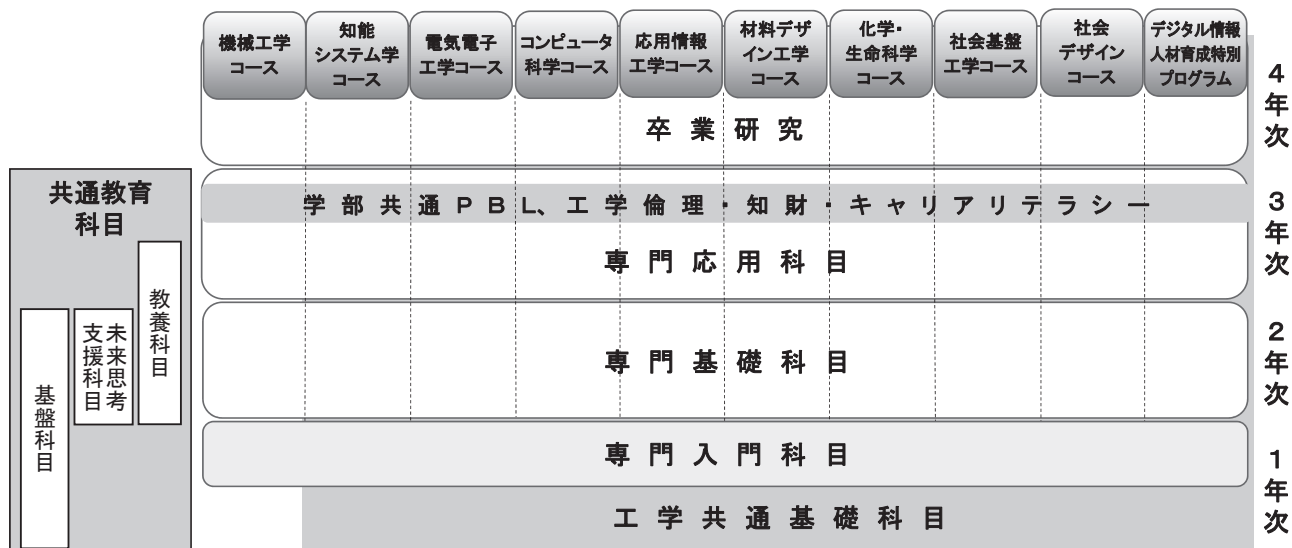 機械工学
コース
知能
システム学
コース
電気電子
工学コース
コンピュータ
科学コース
応用情報
工学コース
材料デザ
イン工学
コース
化学・
生命科学
コース
社会基盤
工学コース
社会
デザイン
コース
デジタル情報
人材育成特別
プログラム
4年次
卒業研究
共通教育
科目
学部共通PBL、工学倫理・知財・キャリアリテラシー
3年次
専門応用科目
教養科目
未来思考
支援科目
基盤科目
専門基礎科目
2年次
専門入門科目
1年次
工学共通基礎科目